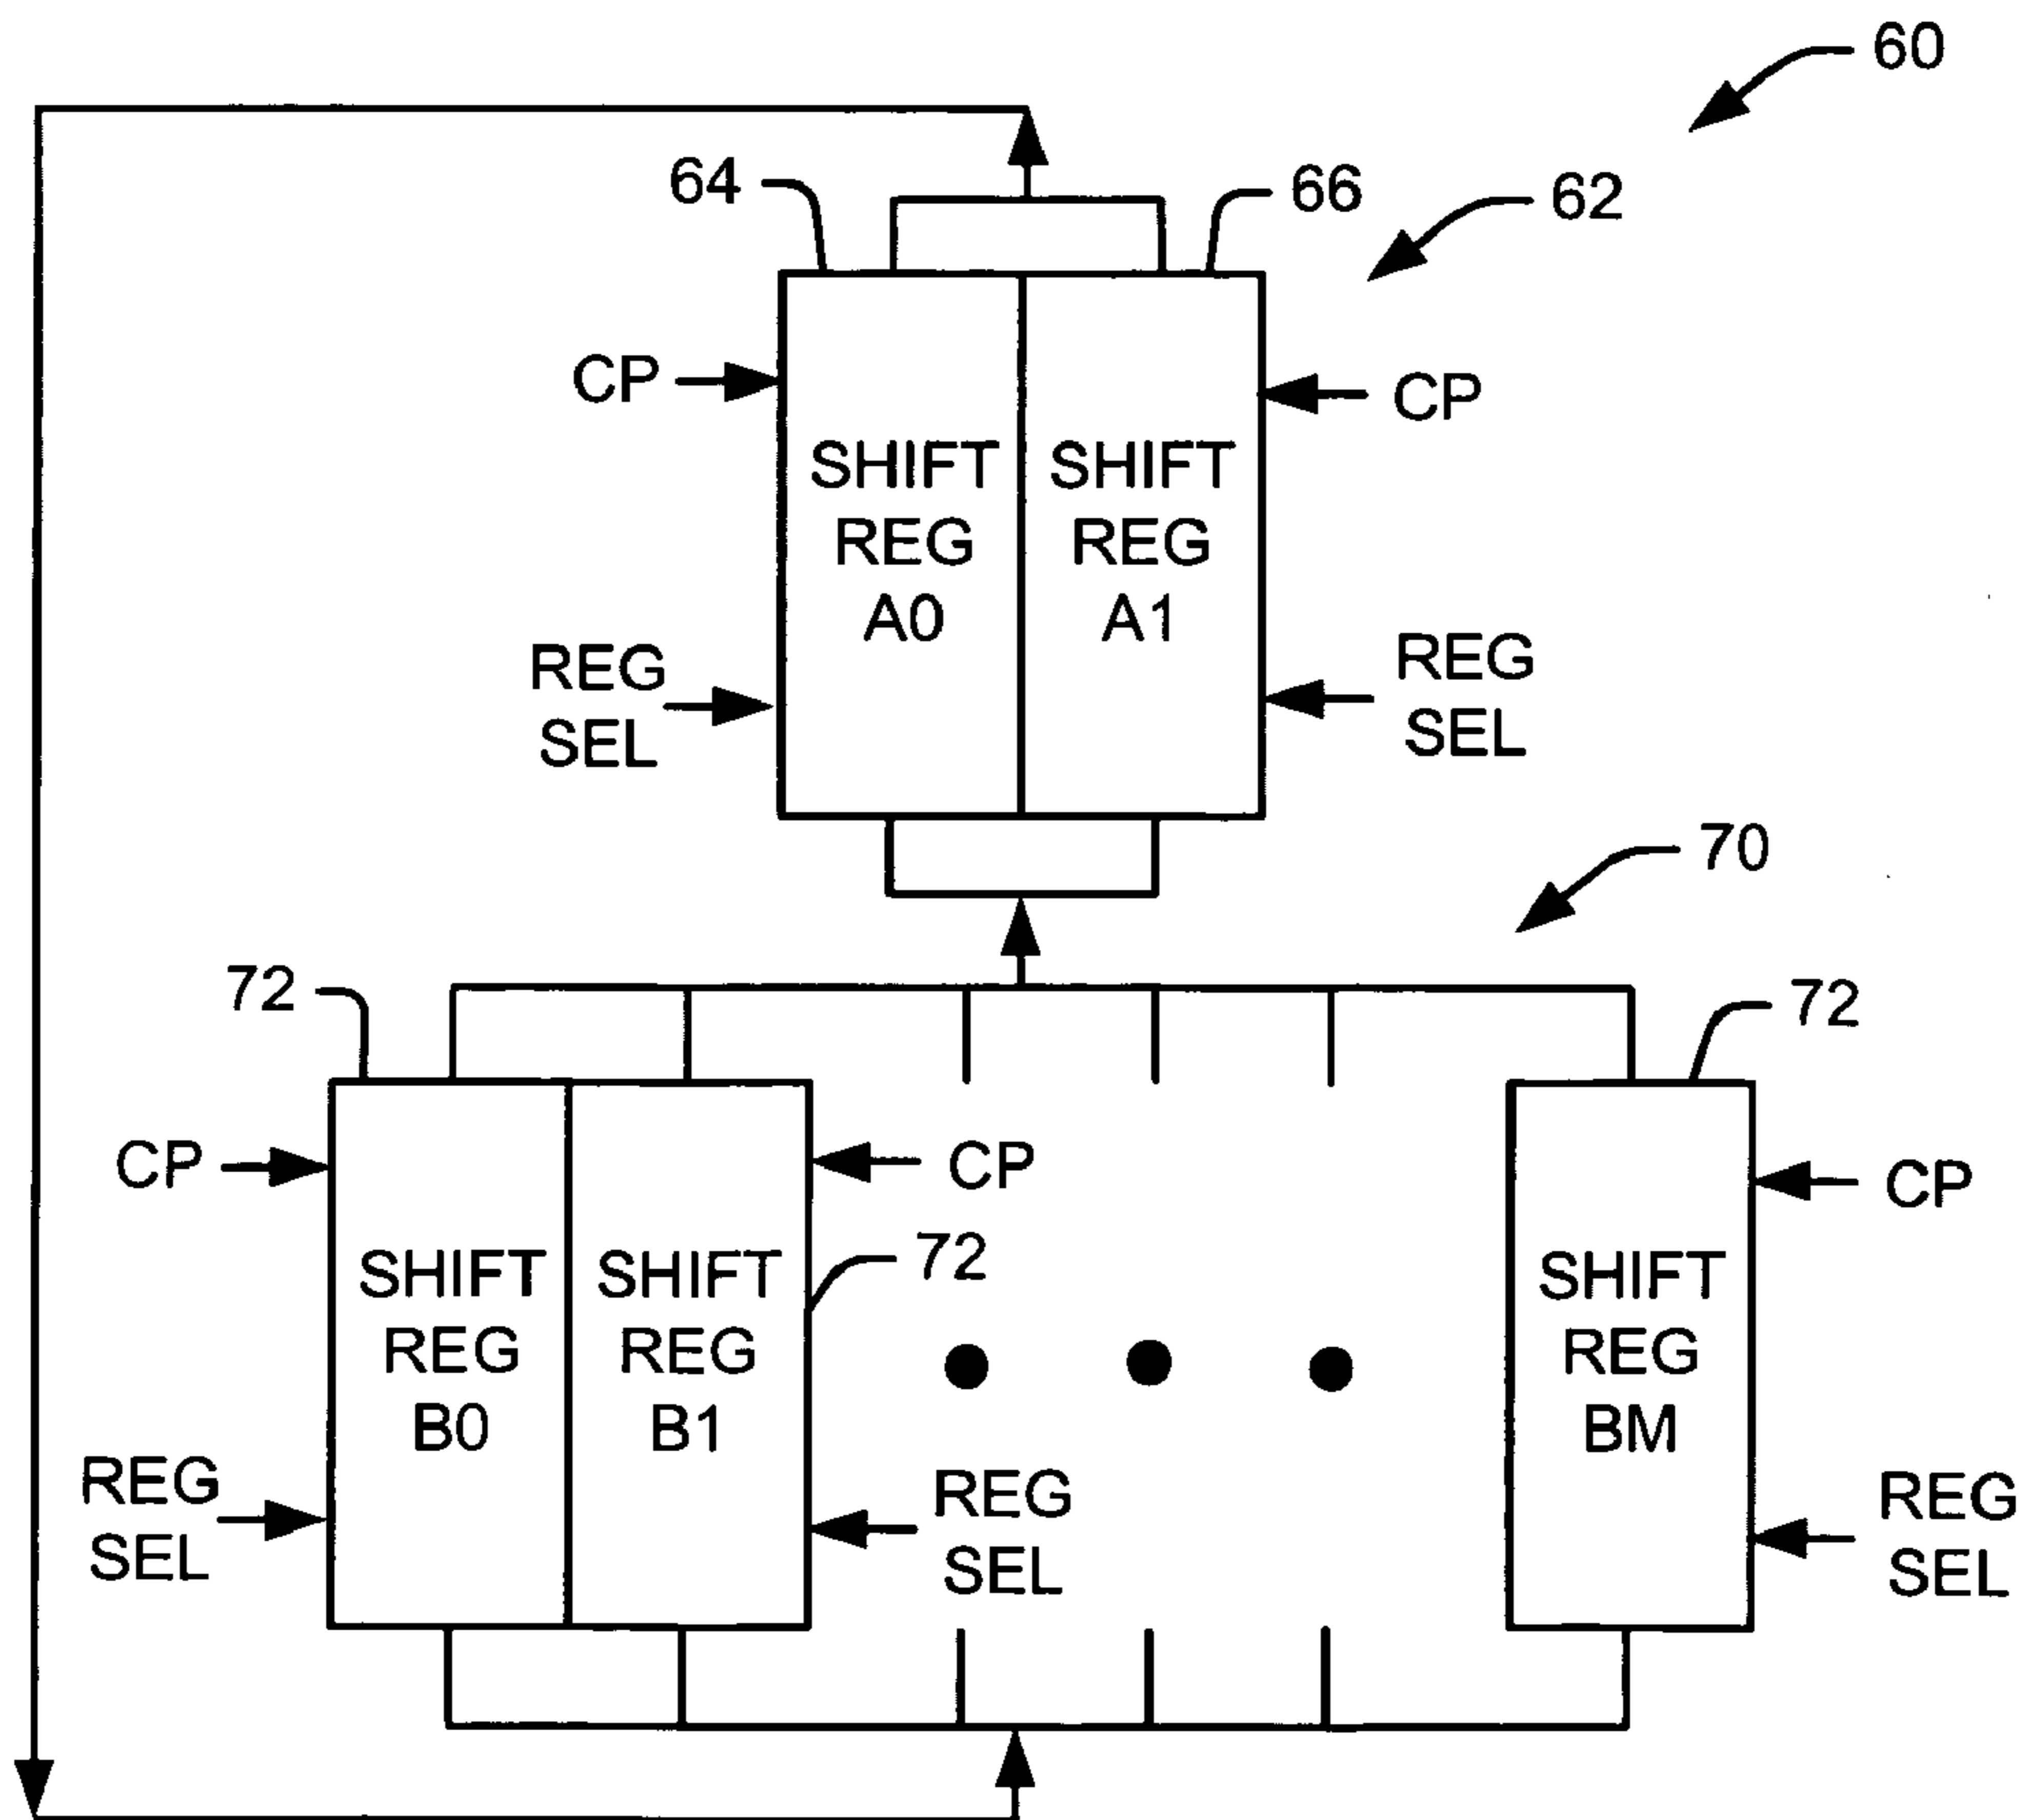 60
64
66
62
CP
CP
SHIFT
REG
A0
SHIFT
REG
A1
REG
SEL
REG
SEL
70
72
72
CP
CP
CP
72
SHIFT
REG
B0
SHIFT
REG
B1
SHIFT
REG
BM
REG
SEL
REG
SEL
REG
SEL